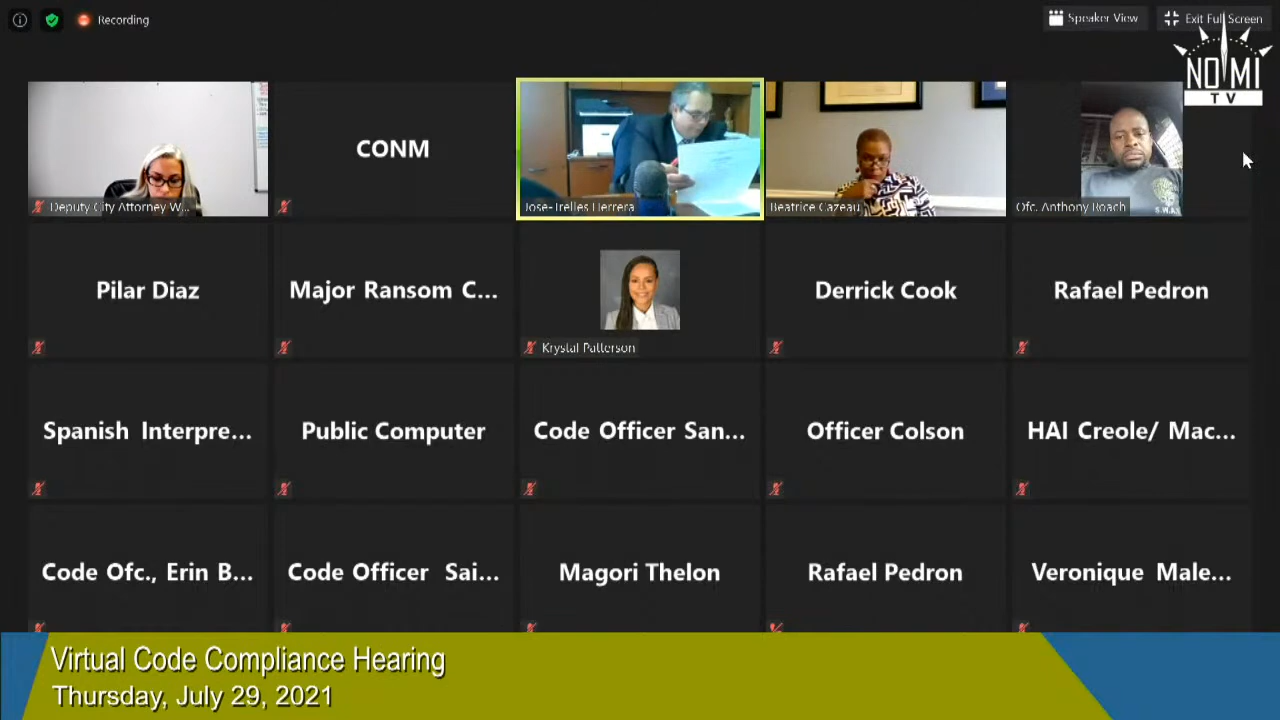 Recording
Speaker View
Exit Full Screen
NOMI
TV
CONM
Deputy City Attorney W...
Jose-Trelles Herrera
Beatrice Cazeau
Ofc. Anthony Roach
S.W.A.T
Pilar Diaz
Major Ransom C...
Krystal Patterson
Derrick Cook
Rafael Pedron
Spanish Interpre...
Public Computer
Code Officer San...
Officer Colson
HAI Creole/ Mac...
Code Ofc., Erin B...
Code Officer Sai...
Magori Thelon
Rafael Pedron
Veronique Male...
Virtual Code Compliance Hearing
Thursday, July 29, 2021